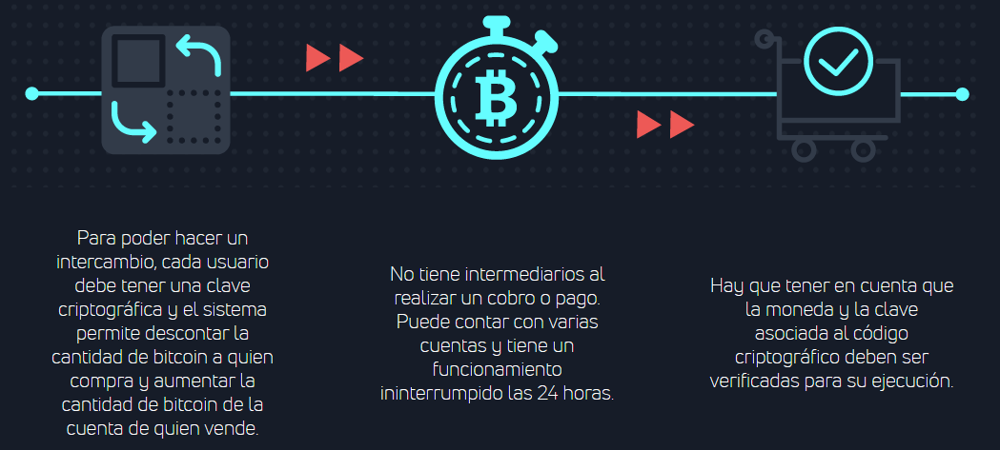 Para poder hacer un
intercambio, cada usuario
debe tener una clave
criptográfica y el sistema
permite descontar la
cantidad de bitcoin a quien
compra y aumentar la
cantidad de bitcoin de la
cuenta de quien vende.
No tiene intermediarios al
realizar un cobro o pago.
Puede contar con varias
cuentas y tiene un
funcionamiento
ininterrumpido las 24 horas.
Hay que tener en cuenta que
la moneda y la clave
asociada al código
criptográfico deben ser
verificadas para su ejecución.